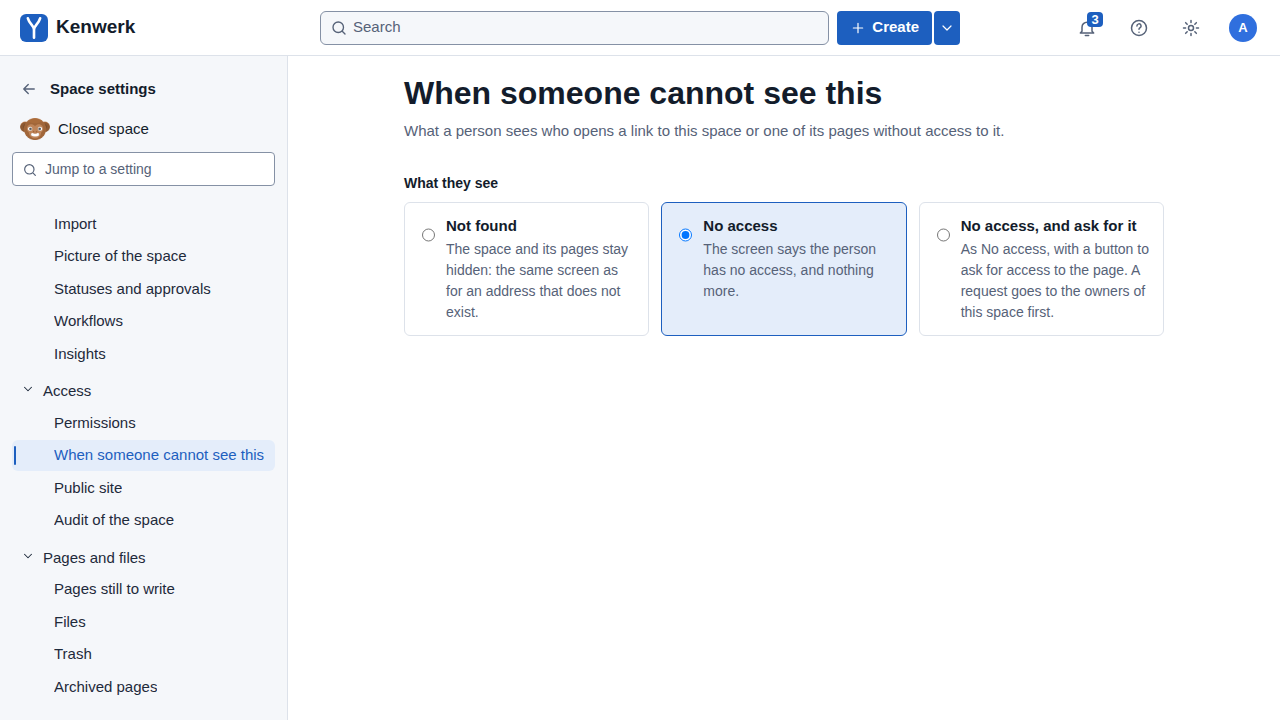 Kenwerk
Search
Create
3
A
Space settings
Closed space
Jump to a setting
Import
Picture of the space
Statuses and approvals
Workflows
Insights
Access
Permissions
When someone cannot see this
Public site
Audit of the space
Pages and files
Pages still to write
Files
Trash
Archived pages
When someone cannot see this
What a person sees who opens a link to this space or one of its pages without access to it.
What they see
Not found
The space and its pages stay
hidden: the same screen as
for an address that does not
exist.
No access
The screen says the person
has no access, and nothing
more.
No access, and ask for it
As No access, with a button to
ask for access to the page. A
request goes to the owners of
this space first.